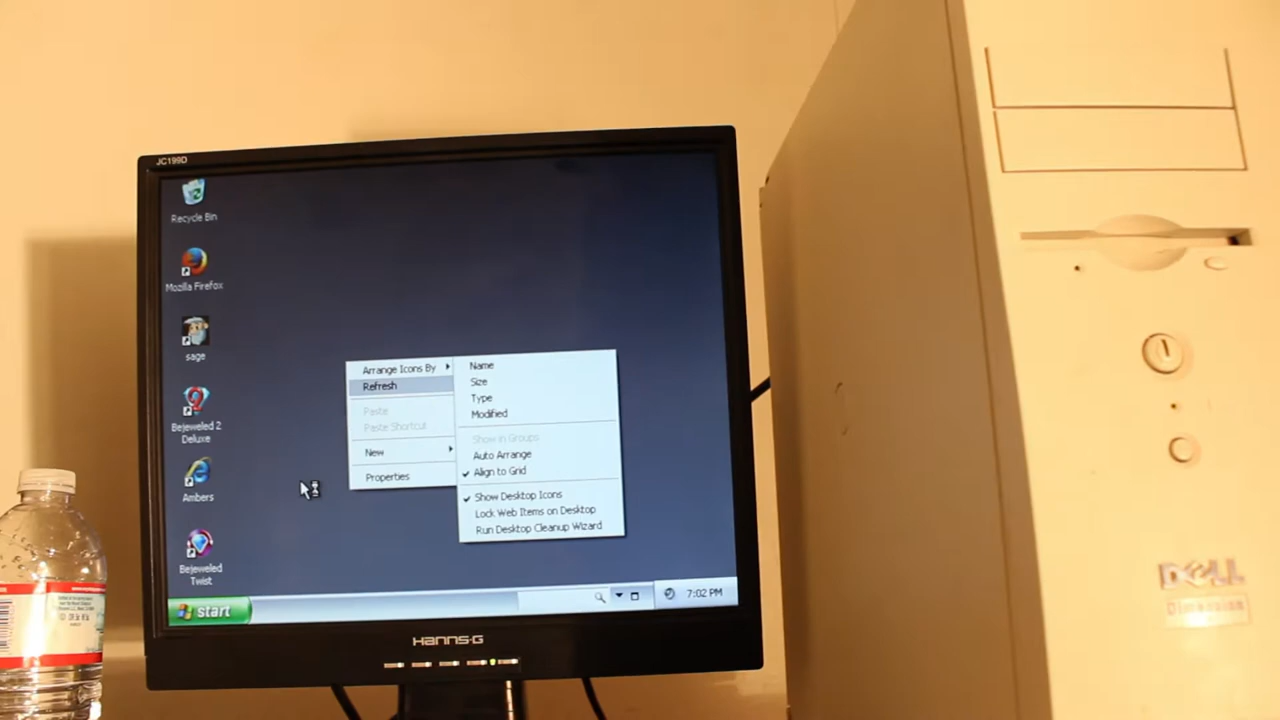 JC199D
Recycle Bin
Mozilla Firefox
sage
Bejeweled 2
Deluxe
Ambers
Bejeweled
Twist
Arrange Icons By
Refresh
Paste
Paste Shortcut
New
Properties
Name
Size
Type
Modified
Show in Groups
Auto Arrange
Align to Grid
Show Desktop Icons
Lock Web Items on Desktop
Run Desktop Cleanup Wizard
start
7:02 PM
HANNS-G
DELL
Dimension